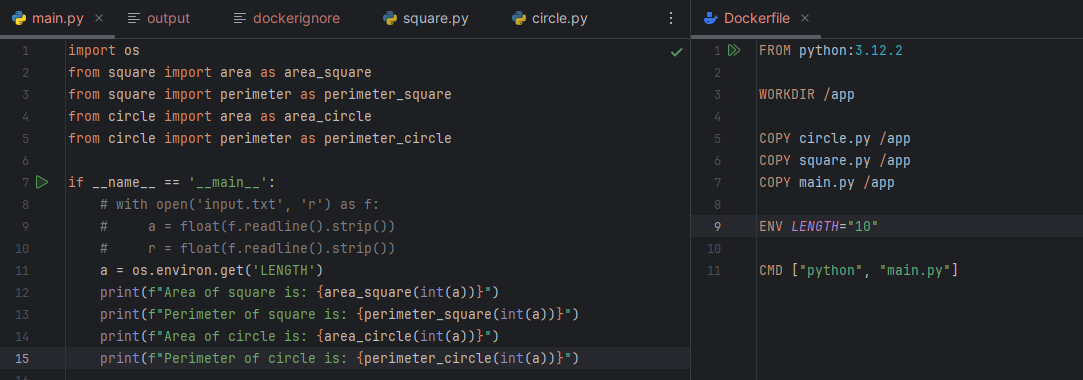 main.py
output
dockerignore
square.py
circle.py
1 import os
2 from square import area as area_square
3 from square import perimeter as perimeter_square
4 from circle import area as area_circle
5 from circle import perimeter as perimeter_circle
6
7 if __name__ == '__main__':
8     # with open('input.txt', 'r') as f:
9     #     a = float(f.readline().strip())
10     #     r = float(f.readline().strip())
11     a = os.environ.get('LENGTH')
12     print(f"Area of square is: {area_square(int(a))}")
13     print(f"Perimeter of square is: {perimeter_square(int(a))}")
14     print(f"Area of circle is: {area_circle(int(a))}")
15     print(f"Perimeter of circle is: {perimeter_circle(int(a))}")
Dockerfile
1 FROM python:3.12.2
2
3 WORKDIR /app
4
5 COPY circle.py /app
6 COPY square.py /app
7 COPY main.py /app
8
9 ENV LENGTH="10"
10
11 CMD ["python", "main.py"]